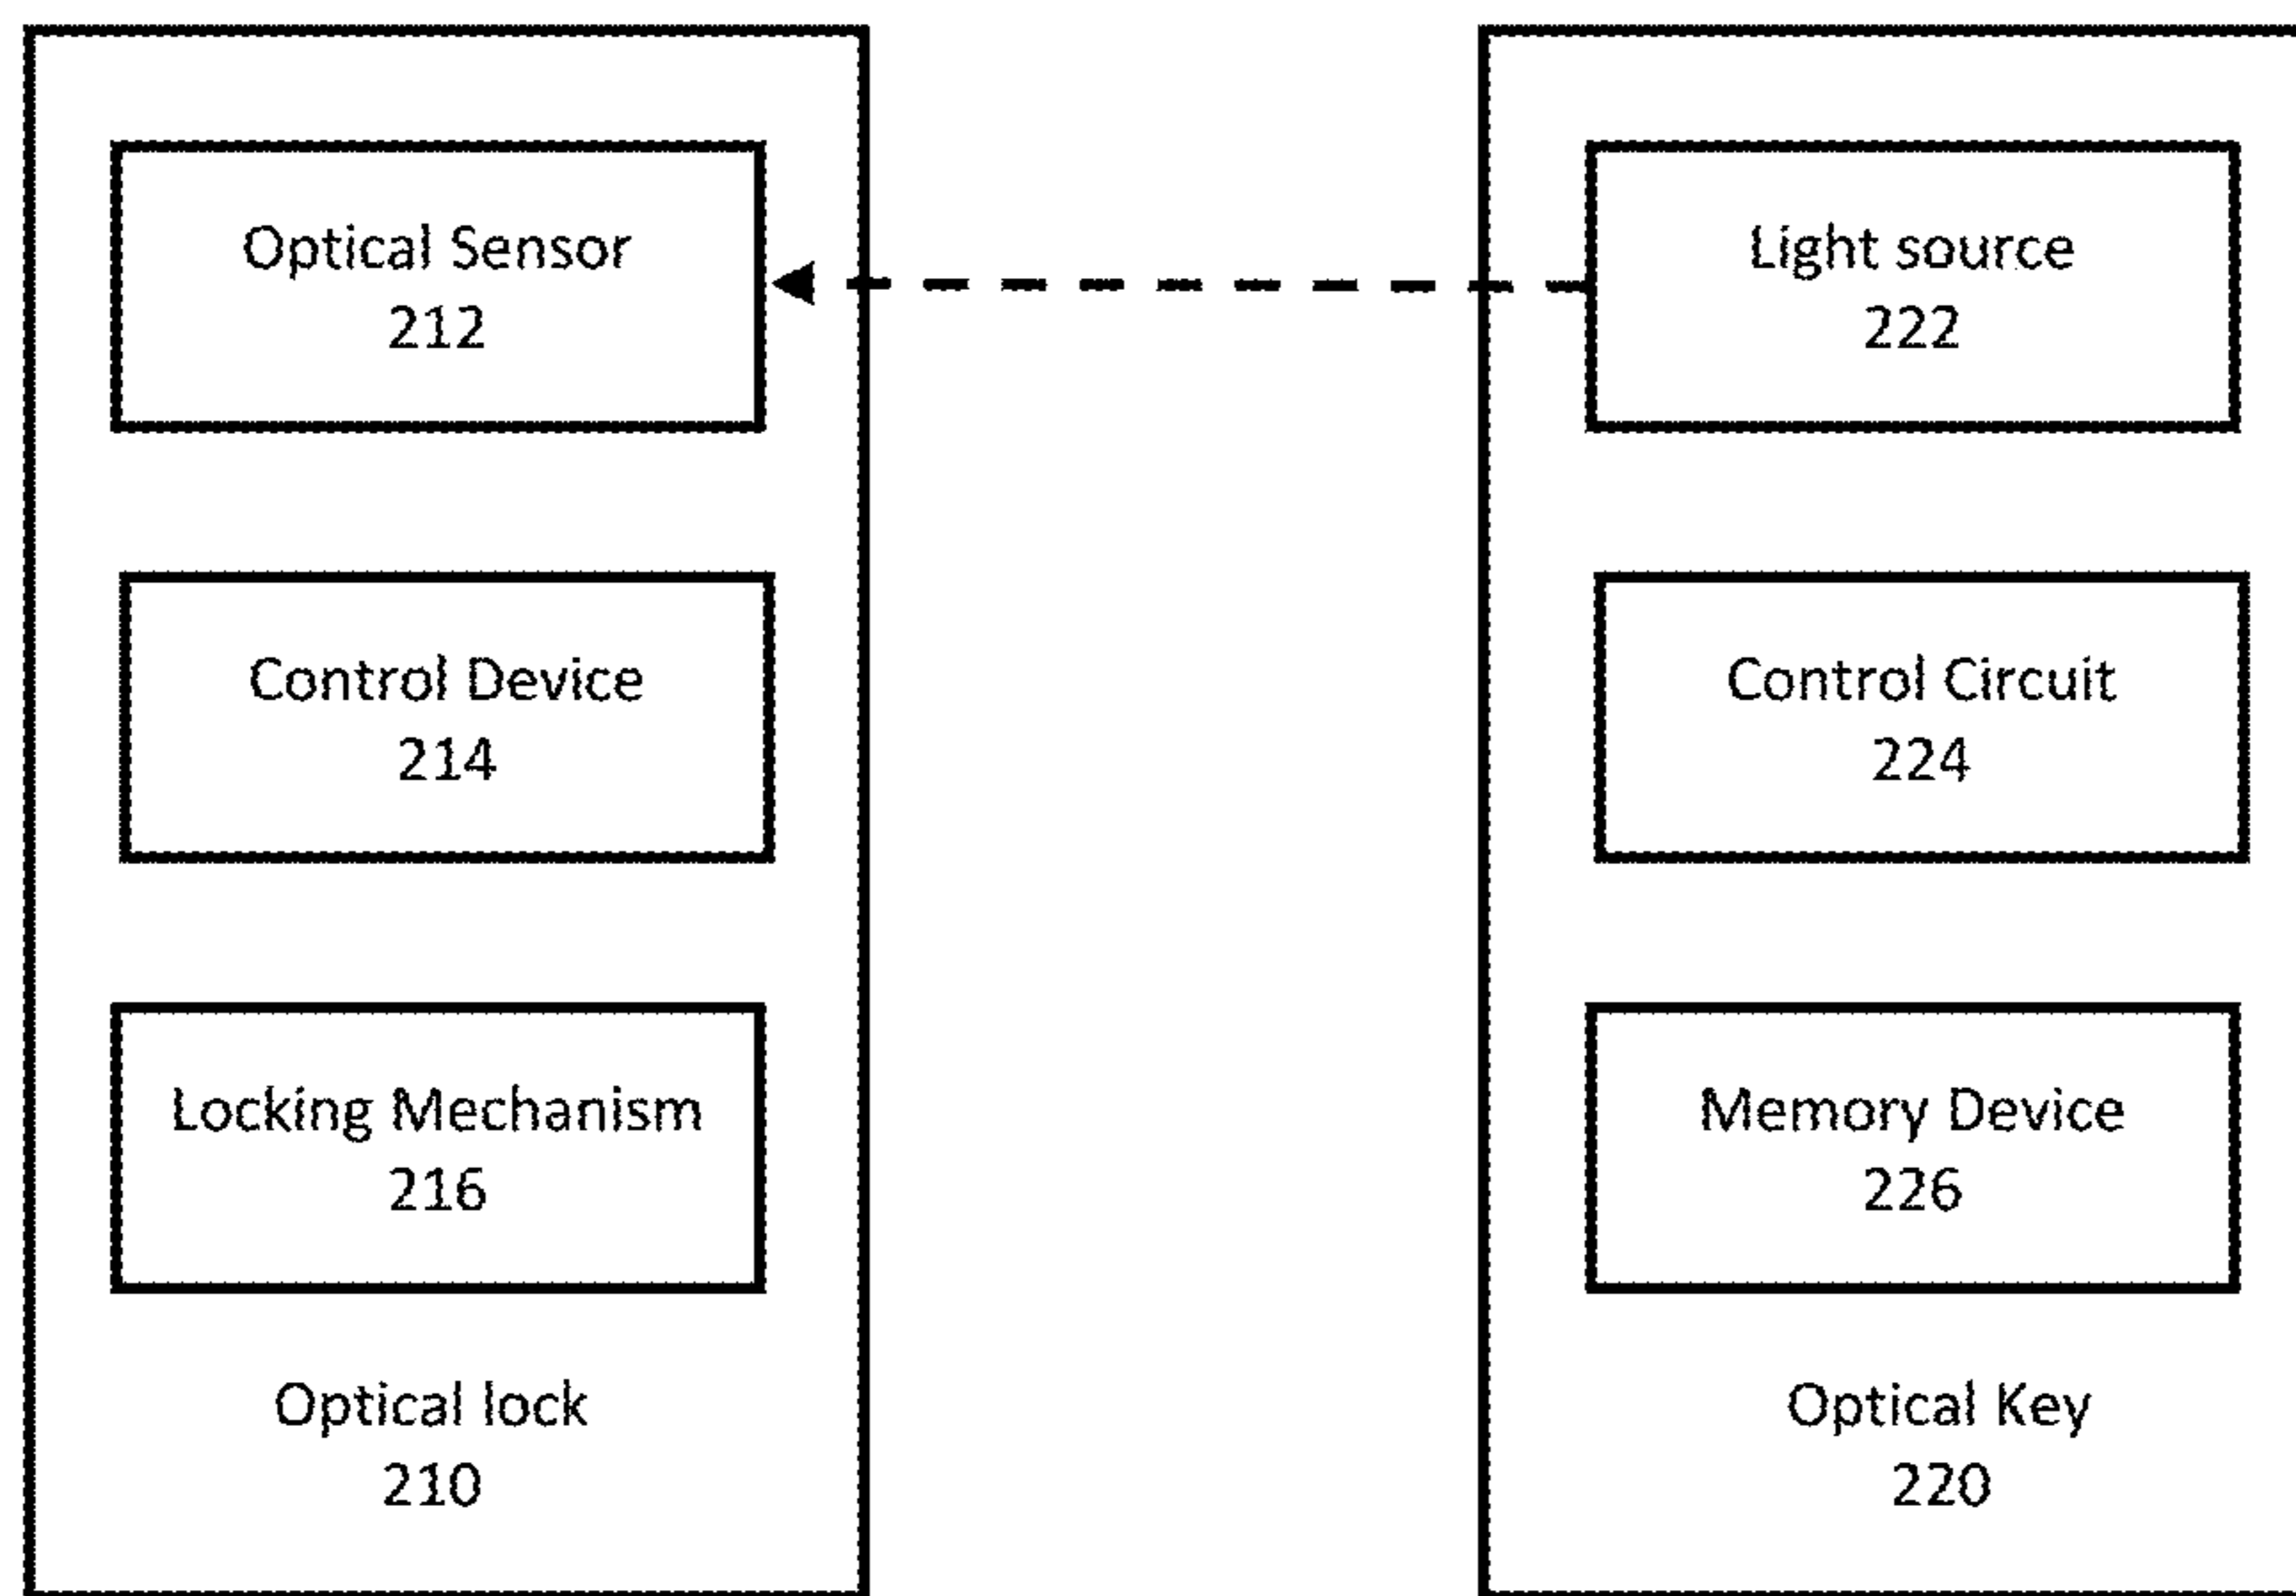 Optical Sensor
212
Control Device
214
Locking Mechanism
216
Optical lock
210
Light source
222
Control Circuit
224
Memory Device
226
Optical Key
220